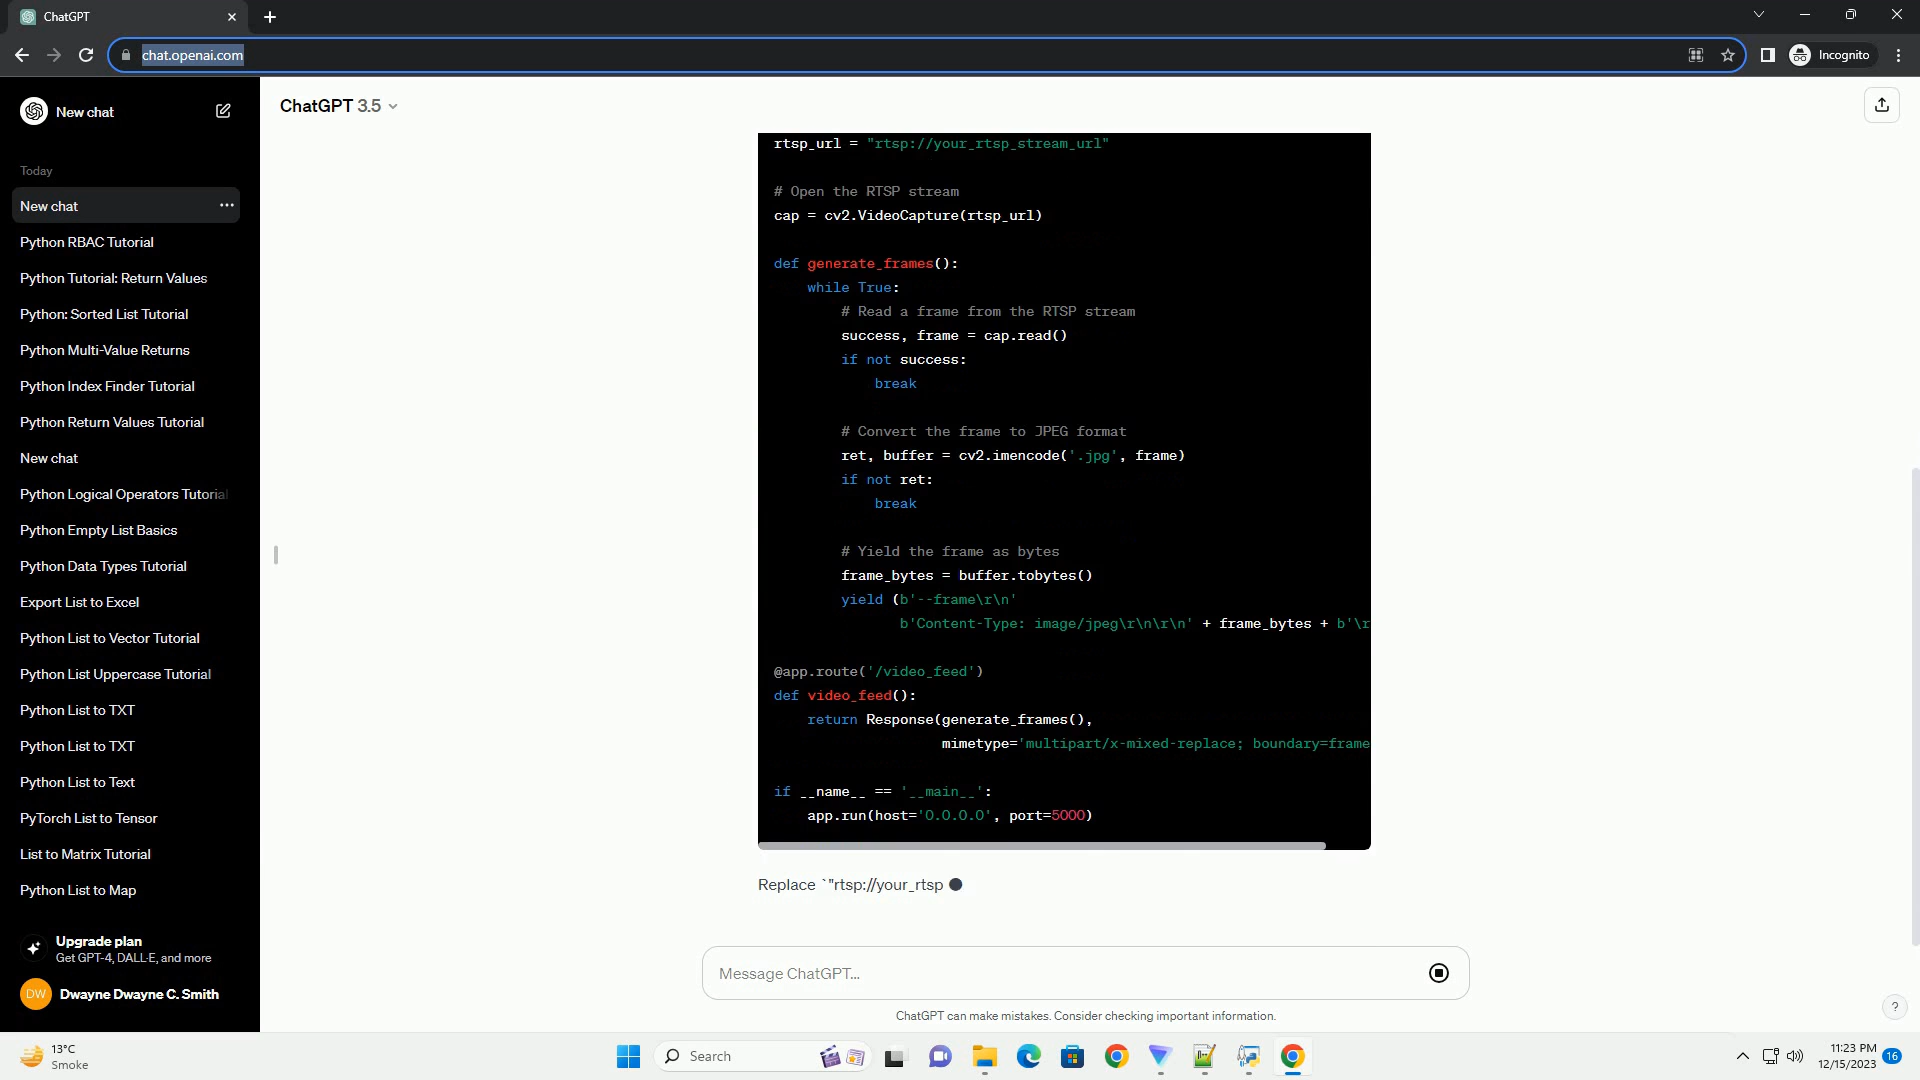 ChatGPT
chat.openai.com
Incognito
New chat
ChatGPT 3.5
Today
New chat
Python RBAC Tutorial
Python Tutorial: Return Values
Python: Sorted List Tutorial
Python Multi-Value Returns
Python Index Finder Tutorial
Python Return Values Tutorial
New chat
Python Logical Operators Tutorial
Python Empty List Basics
Python Data Types Tutorial
Export List to Excel
Python List to Vector Tutorial
Python List Uppercase Tutorial
Python List to TXT
Python List to TXT
Python List to Text
PyTorch List to Tensor
List to Matrix Tutorial
Python List to Map
Upgrade plan
Get GPT-4, DALL·E, and more
DW
Dwayne Dwayne C. Smith
rtsp_url = "rtsp://your_rtsp_stream_url"
# Open the RTSP stream
cap = cv2.VideoCapture(rtsp_url)
def generate_frames():
while True:
# Read a frame from the RTSP stream
success, frame = cap.read()
if not success:
break
# Convert the frame to JPEG format
ret, buffer = cv2.imencode('.jpg', frame)
if not ret:
break
# Yield the frame as bytes
frame_bytes = buffer.tobytes()
yield (b'--frame\r\n'
b'Content-Type: image/jpeg\r\n\r\n' + frame_bytes + b'\r
@app.route('/video_feed')
def video_feed():
return Response(generate_frames(),
mimetype='multipart/x-mixed-replace; boundary=frame
if __name__ == '__main__':
app.run(host='0.0.0.0', port=5000)
Replace `"rtsp://your_rtsp
Message ChatGPT...
ChatGPT can make mistakes. Consider checking important information.
?
13°C
Smoke
Search
11:23 PM
12/15/2023
16